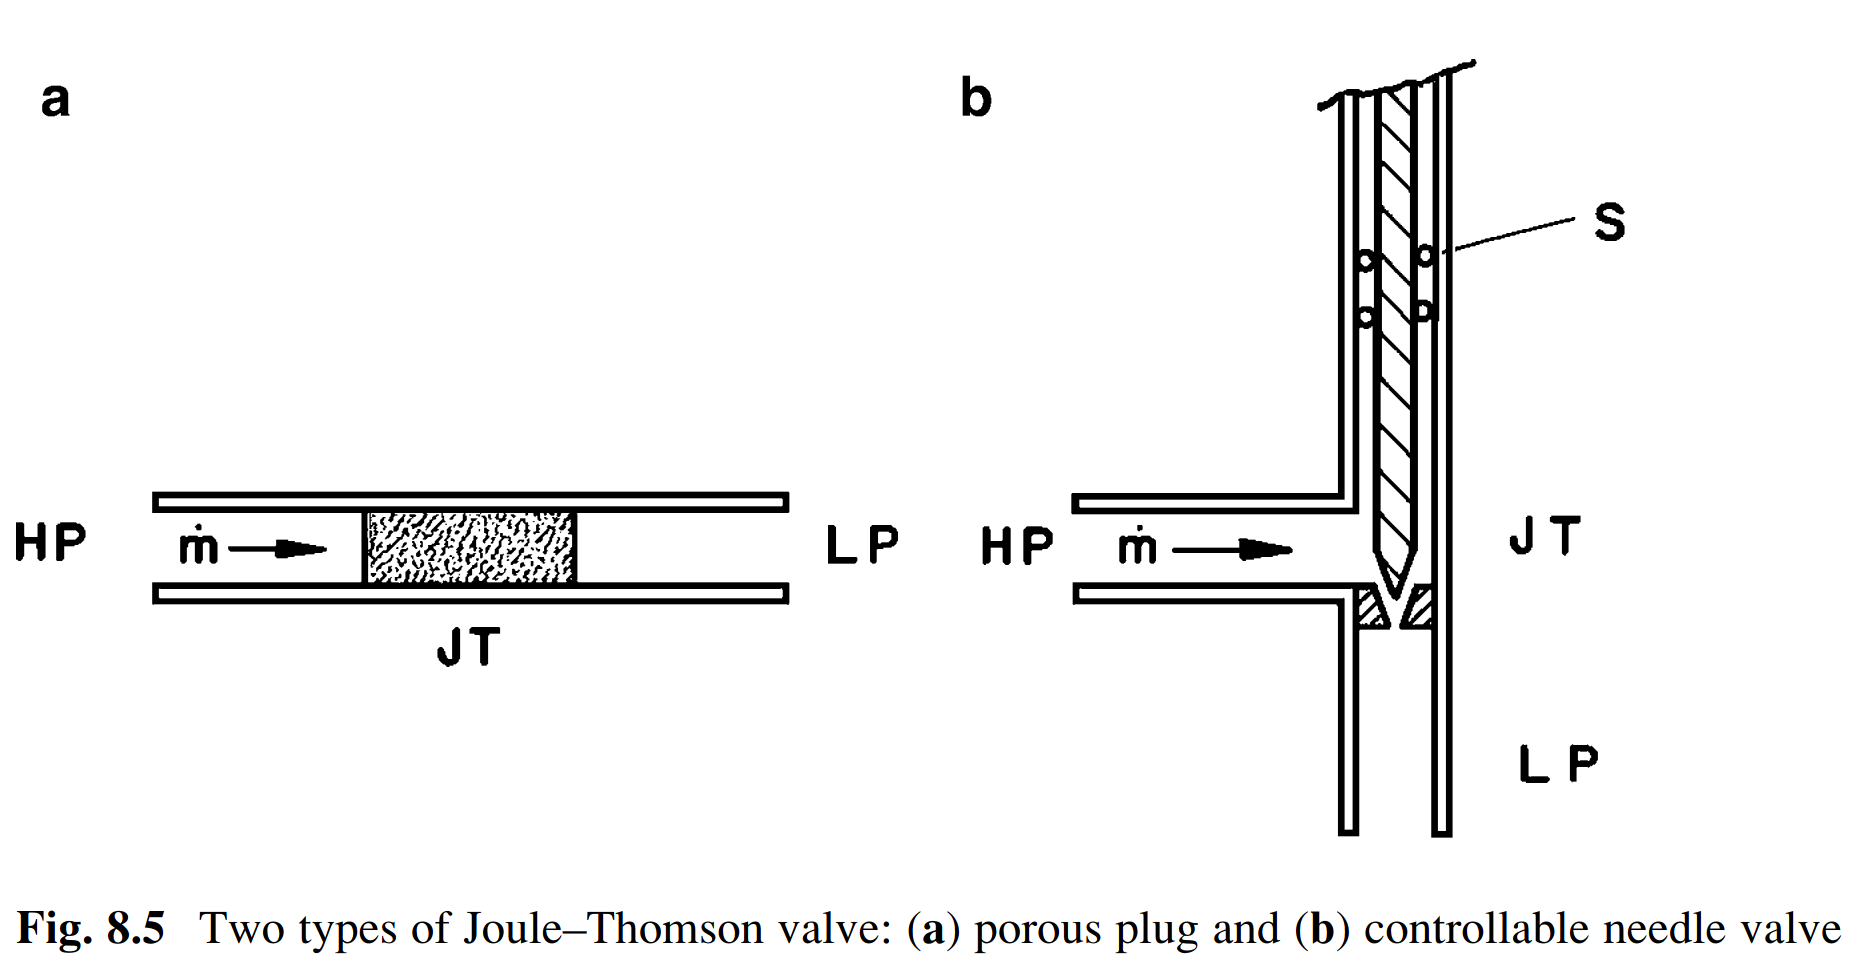 a
b
S
HP
ṁ
LP
JT
HP
ṁ
JT
LP
Fig. 8.5 Two types of Joule–Thomson valve: (a) porous plug and (b) controllable needle valve